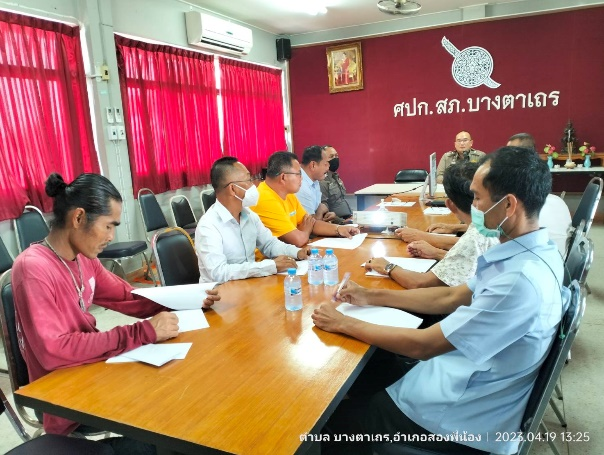 ศปก.สภ.บางตาเถร
ตำบล บางตาเถร,อำเภอสองพี่น้อง | 2023.04.19 13:25